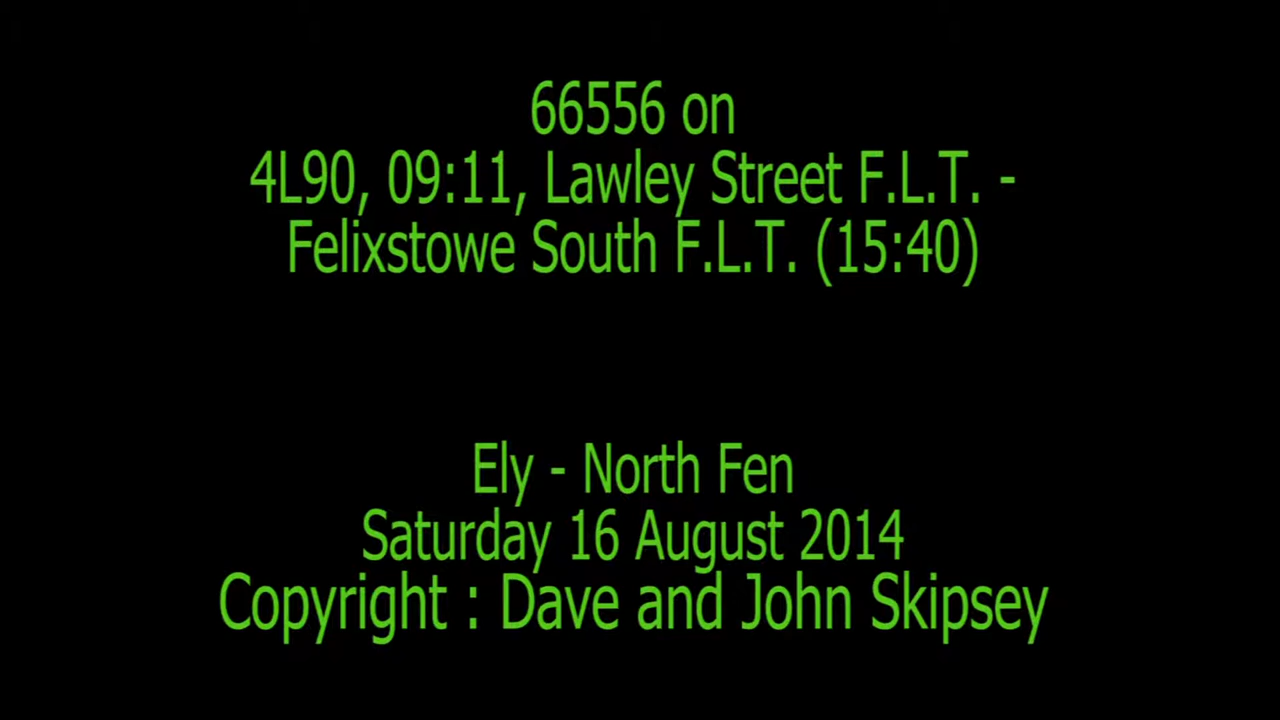 66556 on
4L90, 09:11, Lawley Street F.L.T. -
Felixstowe South F.L.T. (15:40)
Ely - North Fen
Saturday 16 August 2014
Copyright : Dave and John Skipsey